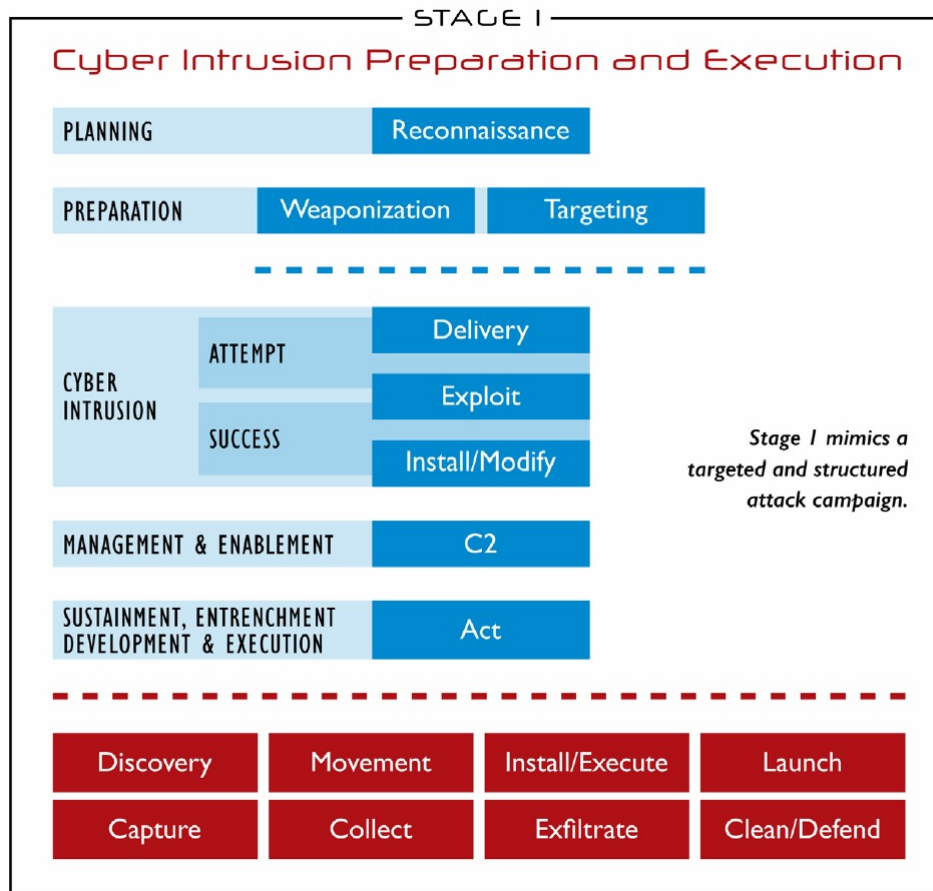 STAGE 1
Cyber Intrusion Preparation and Execution
PLANNING
Reconnaissance
PREPARATION
Weaponization
Targeting
CYBER
INTRUSION
ATTEMPT
SUCCESS
Delivery
Exploit
Install/Modify
Stage 1 mimics a
targeted and structured
attack campaign.
MANAGEMENT & ENABLEMENT
C2
SUSTAINMENT, ENTRENCHMENT
DEVELOPMENT & EXECUTION
Act
Discovery
Movement
Install/Execute
Launch
Capture
Collect
Exfiltrate
Clean/Defend